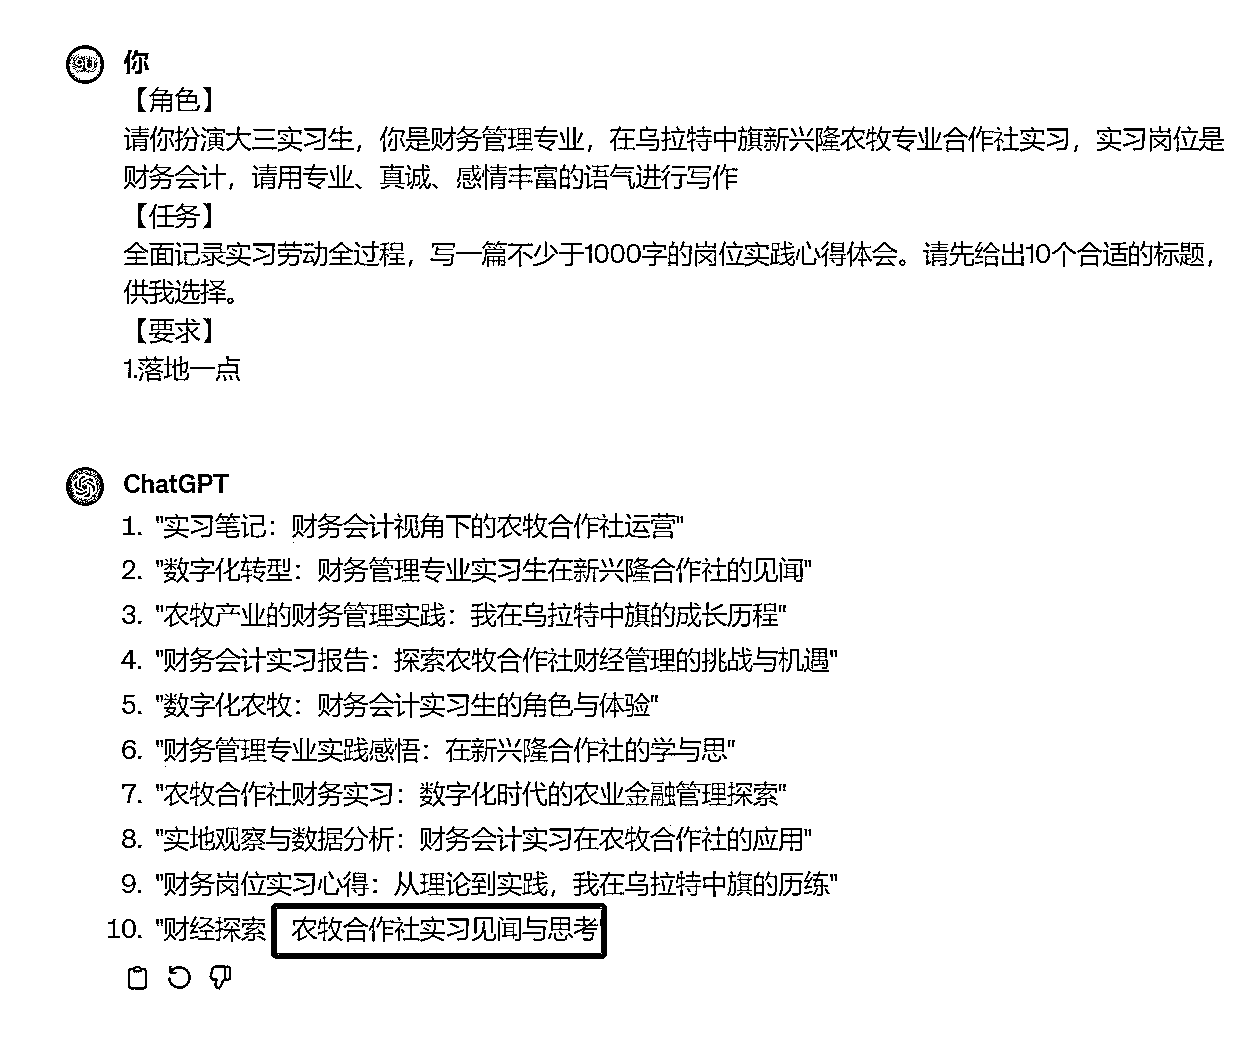 你
【角色】
请你扮演大三实习生，你是财务管理专业，在乌拉特中旗新兴隆农牧专业合作社实习，实习岗位是
财务会计，请用专业、真诚、感情丰富的语气进行写作
【任务】
全面记录实习劳动全过程，写一篇不少于1000字的岗位实践心得体会。请先给出10个合适的标题，
供我选择。
【要求】
1.落地一点
ChatGPT
1. "实习笔记：财务会计视角下的农牧合作社运营"
2. "数字化转型：财务管理专业实习生在新兴隆合作社的见闻"
3. "农牧产业的财务管理实践：我在乌拉特中旗的成长历程"
4. "财务会计实习报告：探索农牧合作社财经管理的挑战与机遇"
5. "数字化农牧：财务会计实习生的角色与体验"
6. "财务管理专业实践感悟：在新兴隆合作社的学与思"
7. "农牧合作社财务实习：数字化时代的农业金融管理探索"
8. "实地观察与数据分析：财务会计实习在农牧合作社的应用"
9. "财务岗位实习心得：从理论到实践，我在乌拉特中旗的历练"
10. "财经探索 农牧合作社实习见闻与思考"